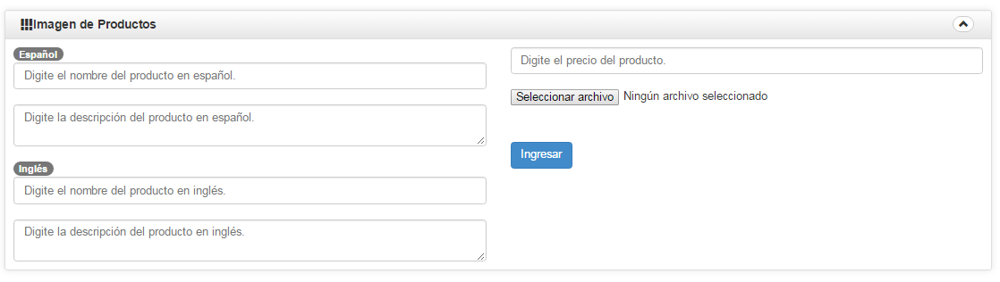 Imagen de Productos
Español
Digite el nombre del producto en español.
Digite la descripción del producto en español.
Inglés
Digite el nombre del producto en inglés.
Digite la descripción del producto en inglés.
Digite el precio del producto.
Seleccionar archivo Ningún archivo seleccionado
Ingresar